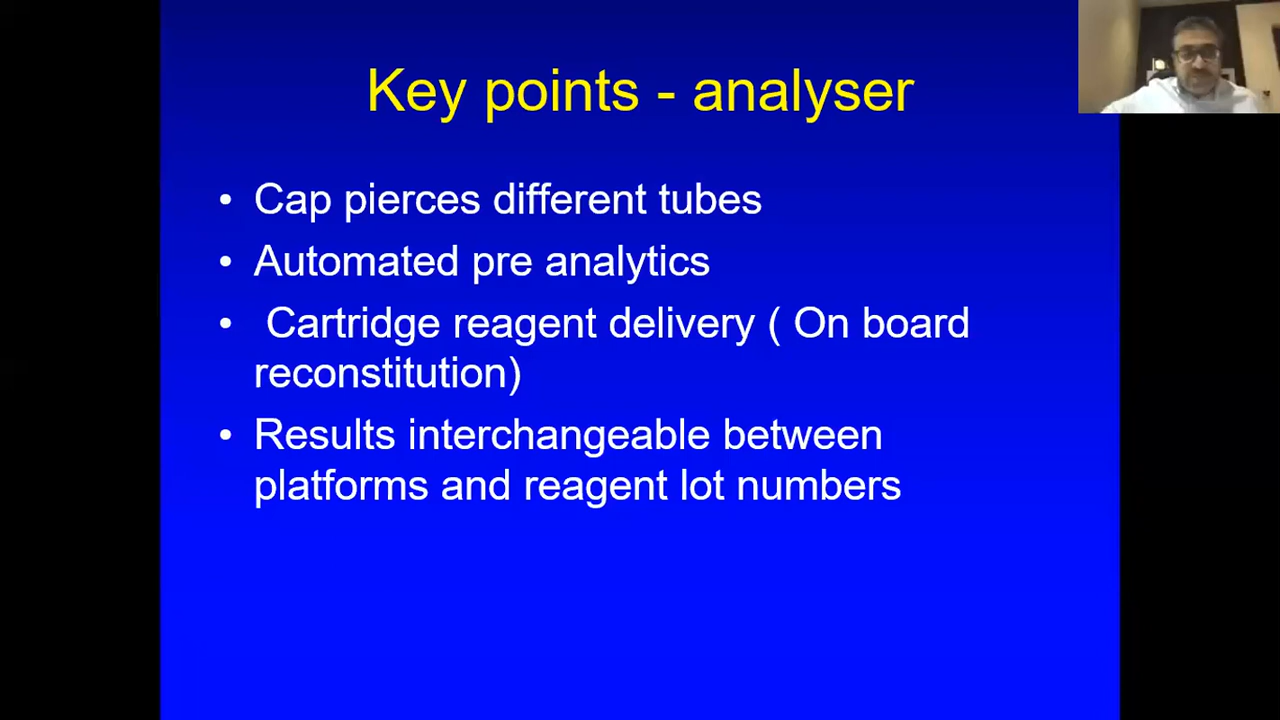 Key points - analyser
• Cap pierces different tubes
• Automated pre analytics
• Cartridge reagent delivery ( On board
reconstitution)
• Results interchangeable between
platforms and reagent lot numbers